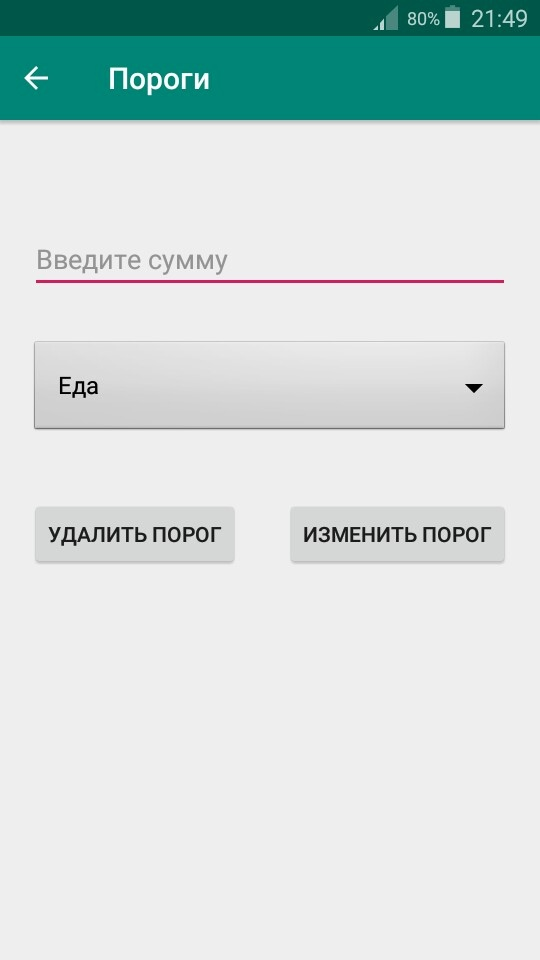 80% 21:49
Пороги
Введите сумму
Еда
УДАЛИТЬ ПОРОГ ИЗМЕНИТЬ ПОРОГ